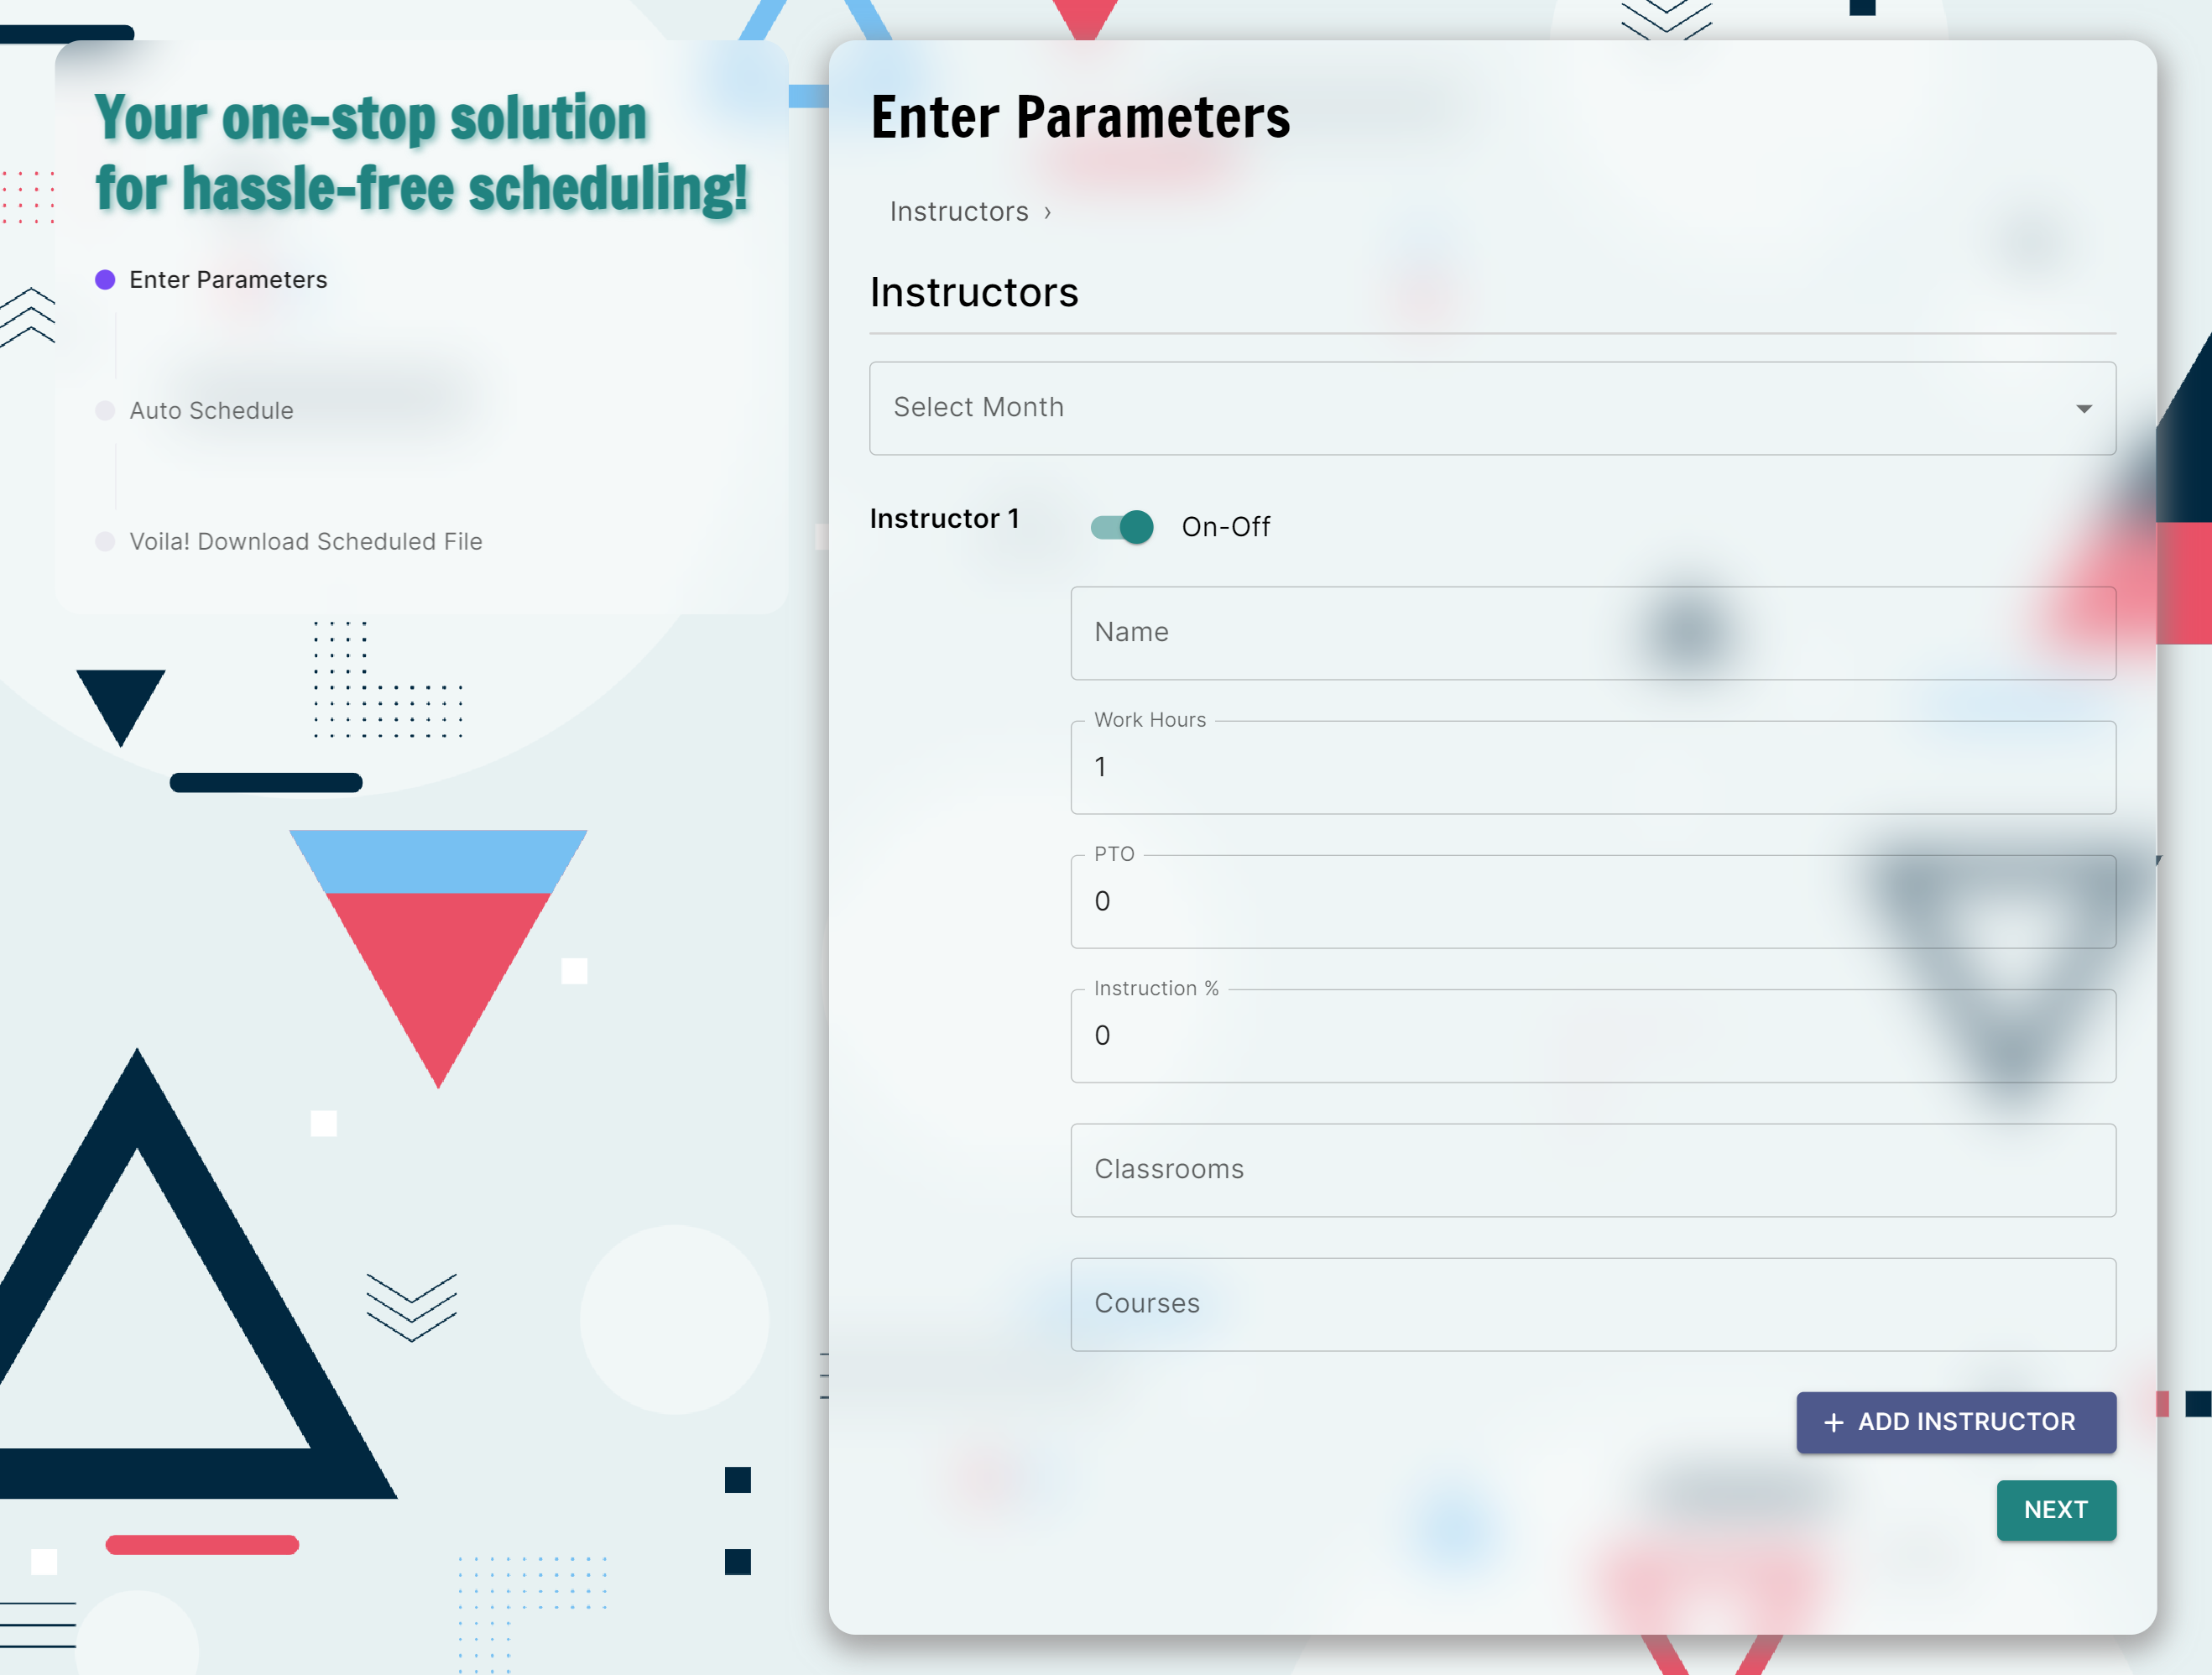 Your one-stop solution
for hassle-free scheduling!
Enter Parameters
Auto Schedule
Voila! Download Scheduled File
Enter Parameters
Instructors ›
Instructors
Select Month
Instructor 1
On-Off
Name
Work Hours
1
PTO
0
Instruction %
0
Classrooms
Courses
+ ADD INSTRUCTOR
NEXT